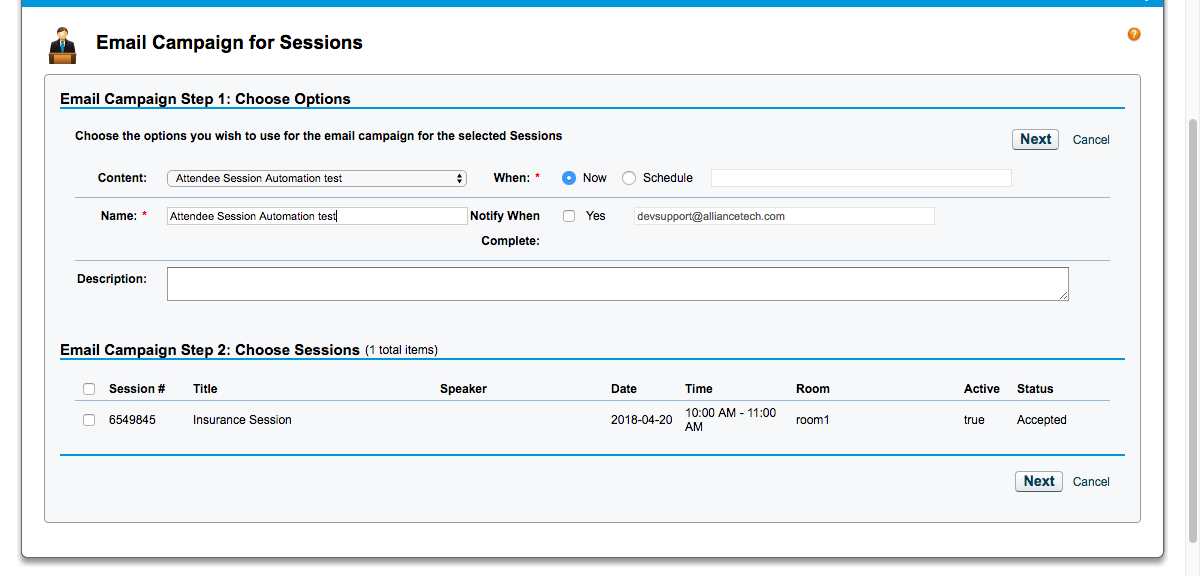 Email Campaign for Sessions
?
Email Campaign Step 1: Choose Options
Choose the options you wish to use for the email campaign for the selected Sessions
Next Cancel
Content: Attendee Session Automation test When: * Now Schedule
Name: * Attendee Session Automation test Notify When Yes devsupport@alliancetech.com
Complete:
Description:
Email Campaign Step 2: Choose Sessions (1 total items)
Session # Title Speaker Date Time Room Active Status
6549845 Insurance Session 2018-04-20 10:00 AM - 11:00 room1 true Accepted
AM
Next Cancel